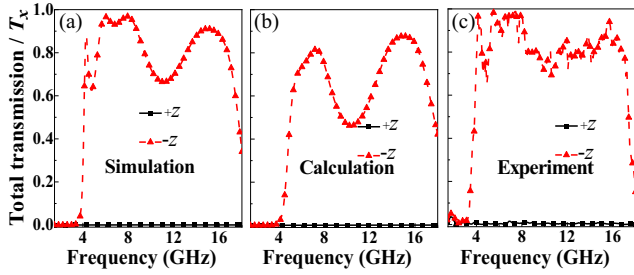 (a) (b) (c)
Total transmission / Tx
1.0
0.8
0.6
0.4
0.2
0.0
+z +z +z
-z -z -z
Simulation Calculation Experiment
4 8 12 16 4 8 12 16 4 8 12 16
Frequency (GHz) Frequency (GHz) Frequency (GHz)